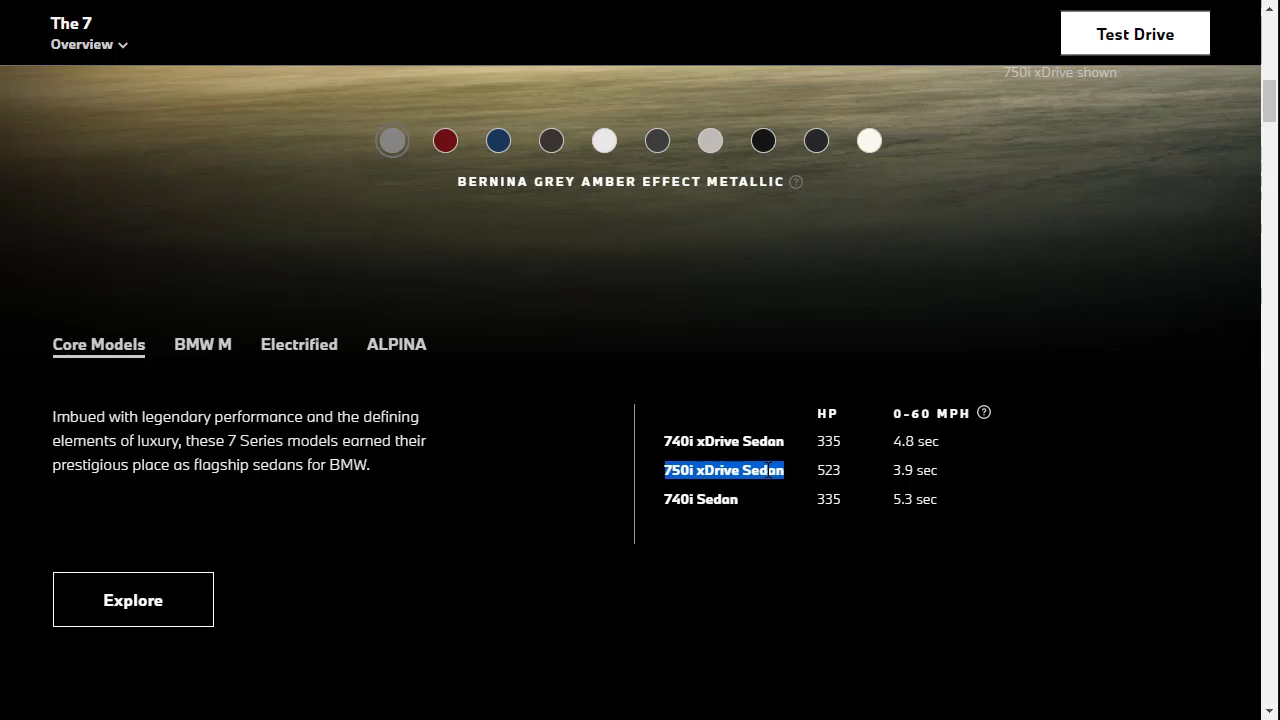 The 7
Overview
Test Drive
750i xDrive shown
BERNINA GREY AMBER EFFECT METALLIC ?
Core Models BMW M Electrified ALPINA
Imbued with legendary performance and the defining
elements of luxury, these 7 Series models earned their
prestigious place as flagship sedans for BMW.
HP 0-60 MPH ?
740i xDrive Sedan 335 4.8 sec
750i xDrive Sedan 523 3.9 sec
740i Sedan 335 5.3 sec
Explore